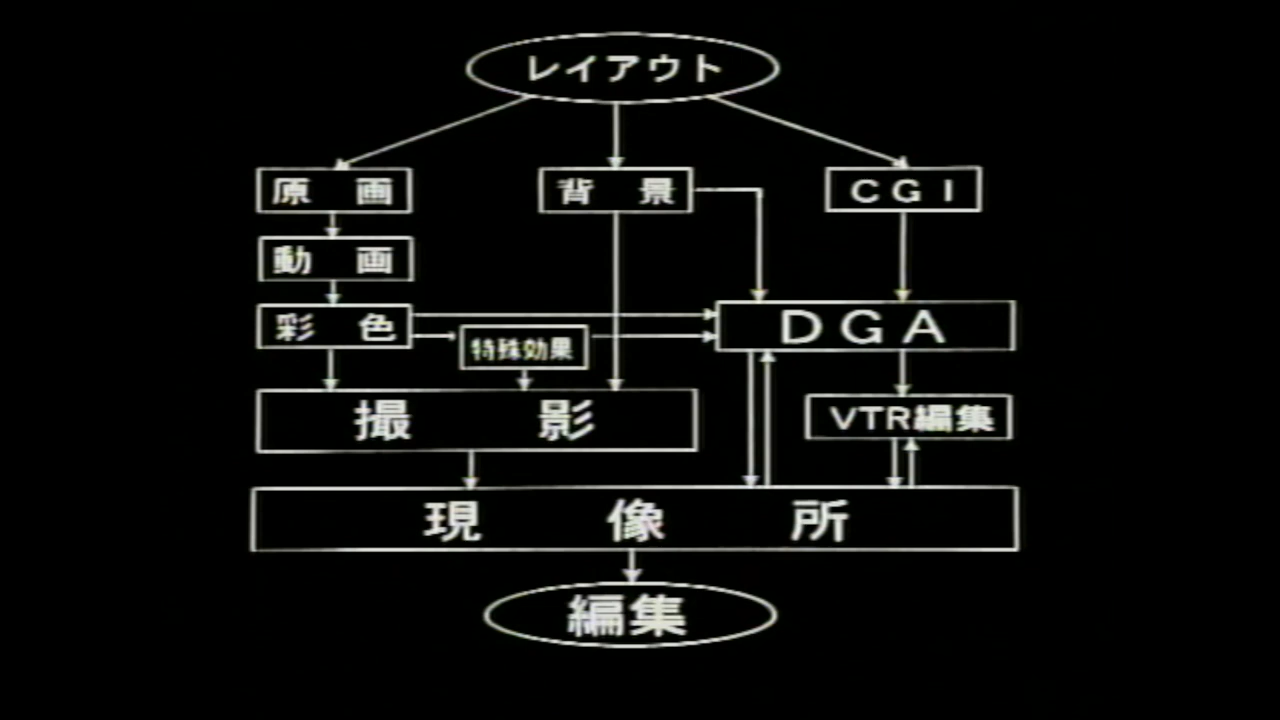 レイアウト
原画
背景
CGI
動画
彩色
DGA
特殊効果
撮影
VTR編集
現像所
編集